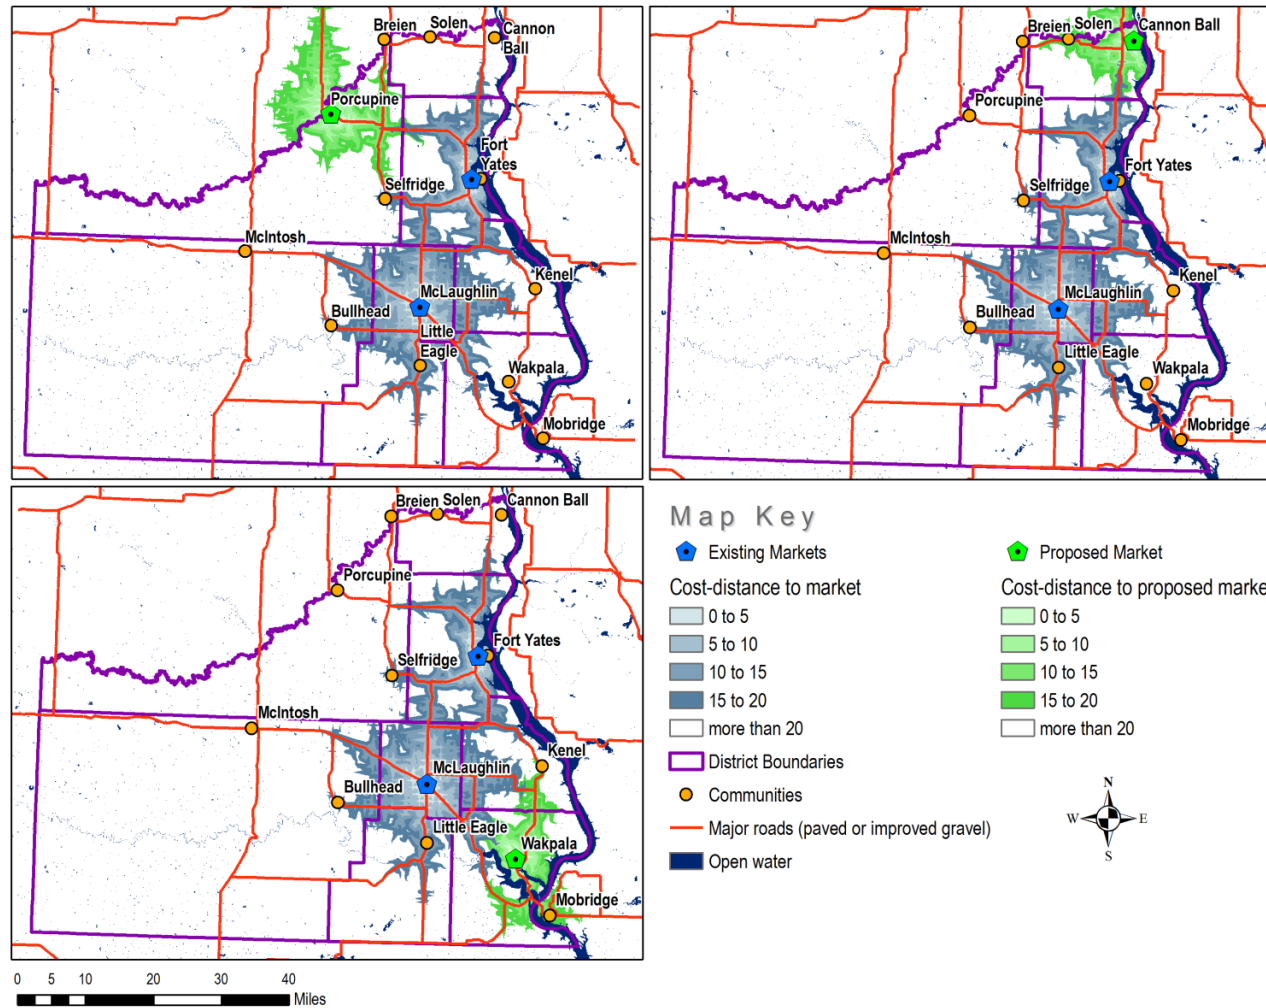 Breien Solen Cannon
Ball
Porcupine
Fort
Yates
Selfridge
McIntosh
Kenel
McLaughlin
Bullhead
Little
Eagle
Wakpala
Mobridge
Breien Solen Cannon Ball
Porcupine
Fort Yates
Selfridge
McIntosh
Kenel
McLaughlin
Bullhead
Little Eagle
Wakpala
Mobridge
Breien Solen Cannon Ball
Porcupine
Fort Yates
Selfridge
McIntosh
Kenel
McLaughlin
Bullhead
Little Eagle
Wakpala
Mobridge
0 5 10 20 30 40
Miles
Map Key
Existing Markets
Cost-distance to market
0 to 5
5 to 10
10 to 15
15 to 20
more than 20
District Boundaries
Communities
Major roads (paved or improved gravel)
Open water
Proposed Market
Cost-distance to proposed marke
0 to 5
5 to 10
10 to 15
15 to 20
more than 20
N
W E
S